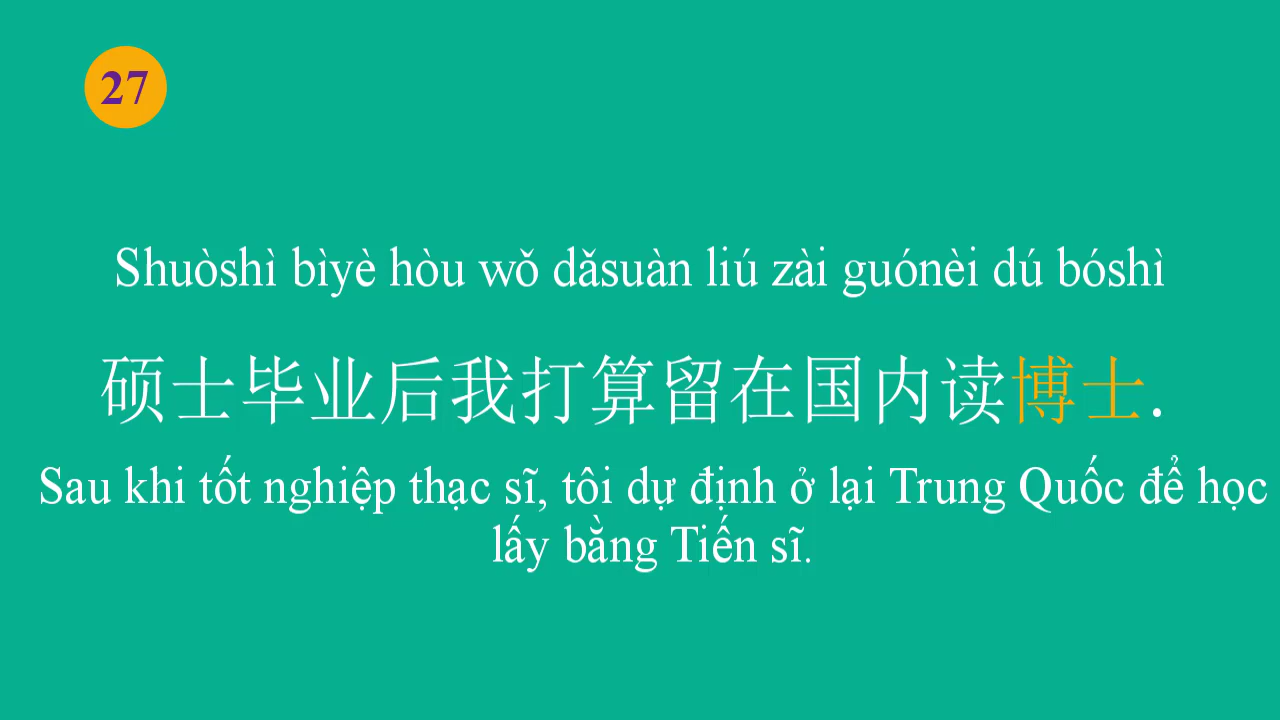 27
Shuòshì bìyè hòu wǒ dǎsuàn liú zài guónèi dú bóshì
硕士毕业后我打算留在国内读博士.
Sau khi tốt nghiệp thạc sĩ, tôi dự định ở lại Trung Quốc để học
lấy bằng Tiến sĩ.